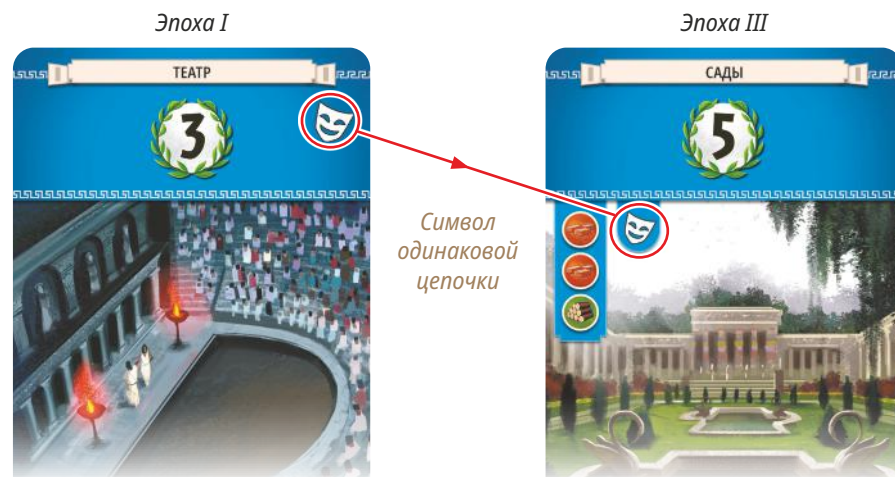 Эпоха I
Эпоха III
ТЕАТР
САДЫ
3
5
Символ
одинаковой
цепочки